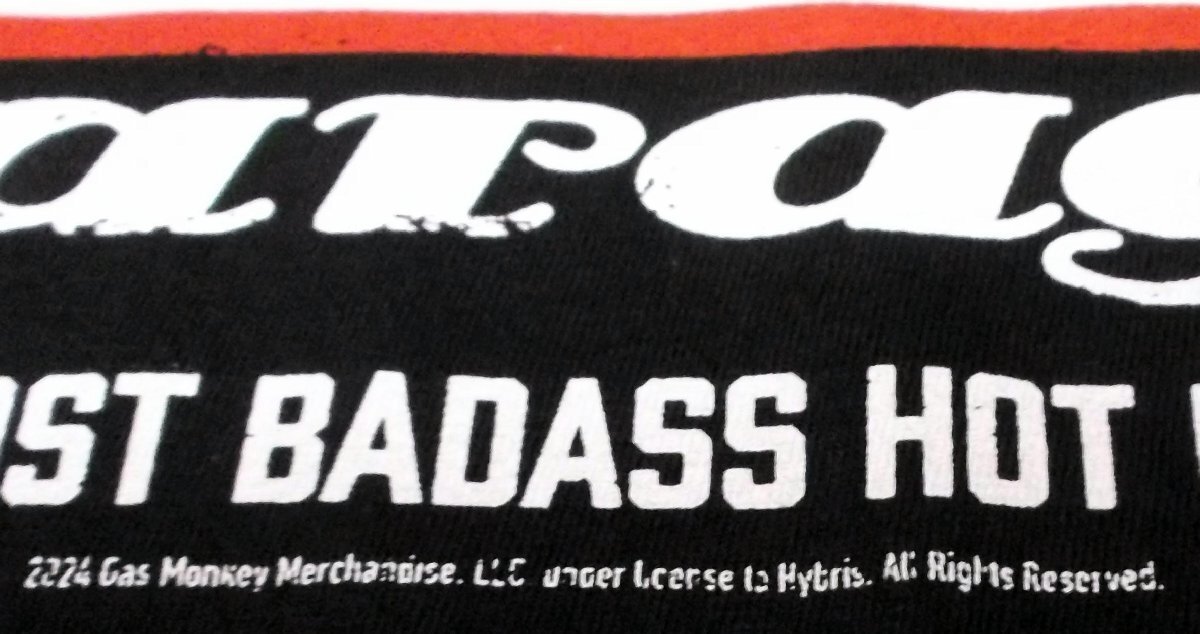 arag
ST BADASS HOT
2024 Gas Monkey Merchandise. LLC under License to Hybris. All Rights Reserved.